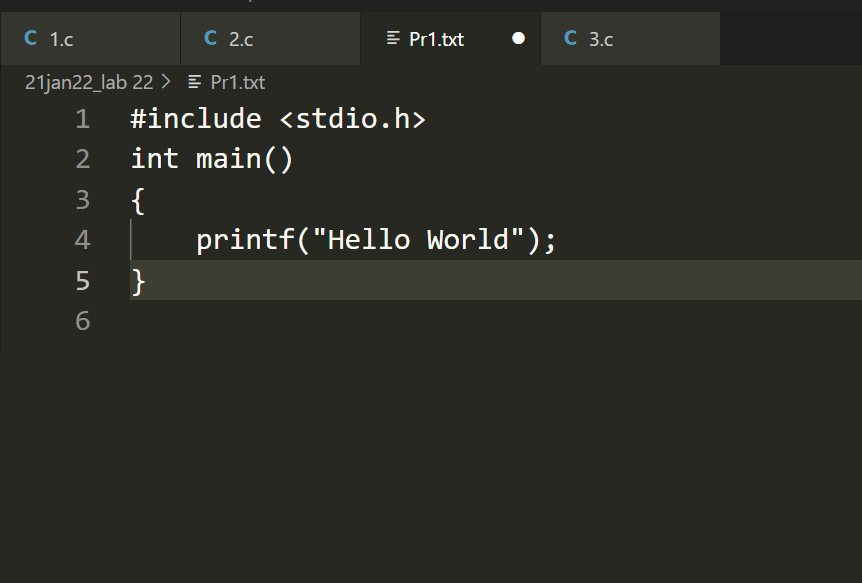 C 1.c C 2.c Pr1.txt C 3.c
21jan22_lab 22 > Pr1.txt
1 #include <stdio.h>
2 int main()
3 {
4     printf("Hello World");
5 }
6